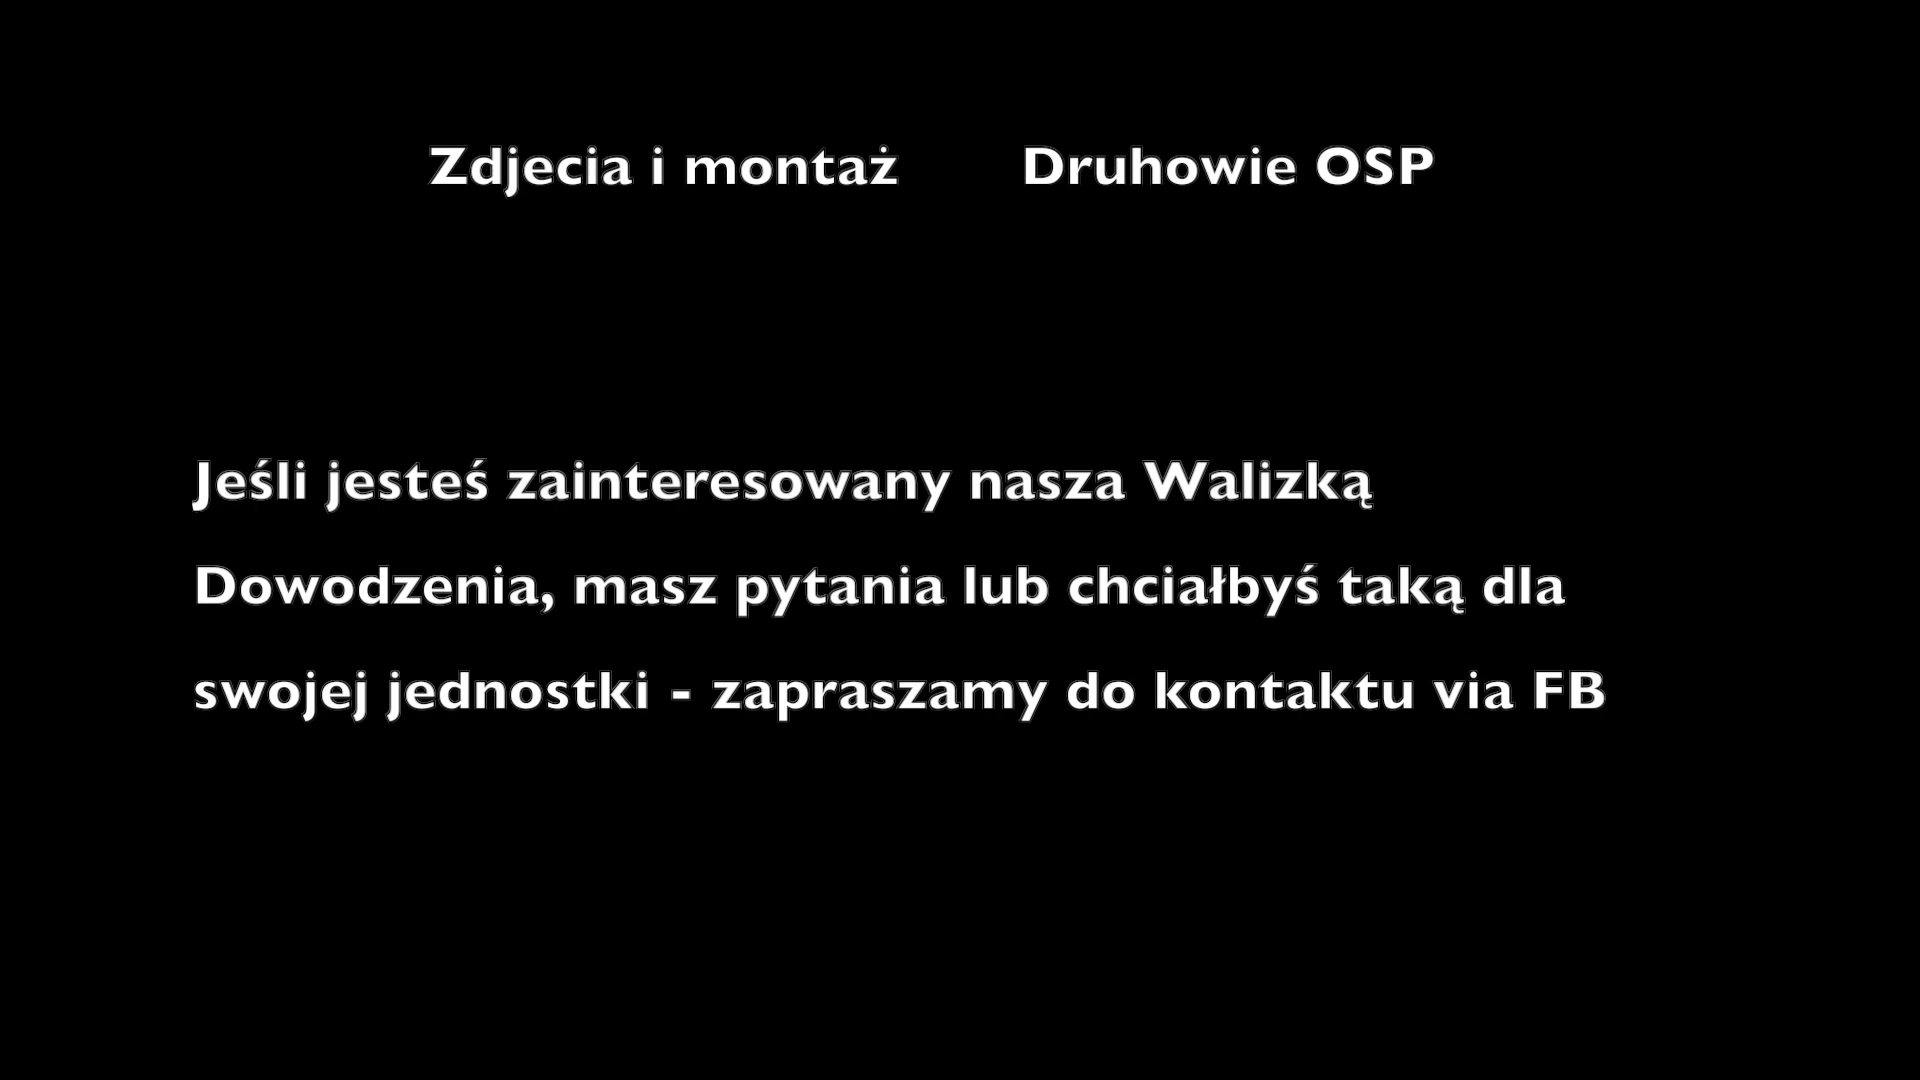 Zdjecia i montaż Druhowie OSP
Jeśli jesteś zainteresowany nasza Walizką
Dowodzenia, masz pytania lub chciałbyś taką dla
swojej jednostki - zapraszamy do kontaktu via FB